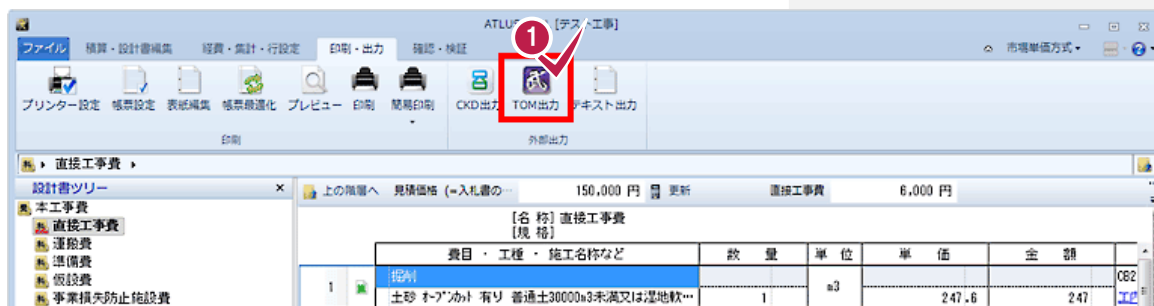 ATLUS [テスト工事]
ファイル 積算・設計書編集 経費・集計・行設定 印刷・出力 確認・検証 市場単価方式
1
プリンター設定 帳票設定 表紙編集 帳票最適化 プレビュー 印刷 簡易印刷 CKD出力 TOM出力 テキスト出力
印刷 外部出力
直接工事費
設計書ツリー × 上の階層へ 見積価格 (=入札書の… 150,000 円 更新 直接工事費 6,000 円
本工事費
直接工事費
運搬費
準備費
仮設費
事業損失防止施設費
[名 称] 直接工事費
[規 格]
費目 ・ 工種 ・ 施工名称など 数 量 単 位 単 価 金 額
1 掘削 m3 CB2
土砂 オープンカット 有り 普通土30000m3未満又は湿地軟… 1 247.6 247